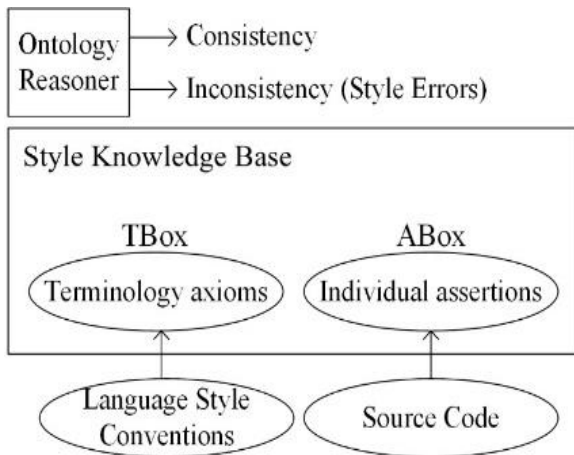 Ontology
Reasoner
Consistency
Inconsistency (Style Errors)
Style Knowledge Base
TBox
ABox
Terminology axioms
Individual assertions
Language Style
Conventions
Source Code